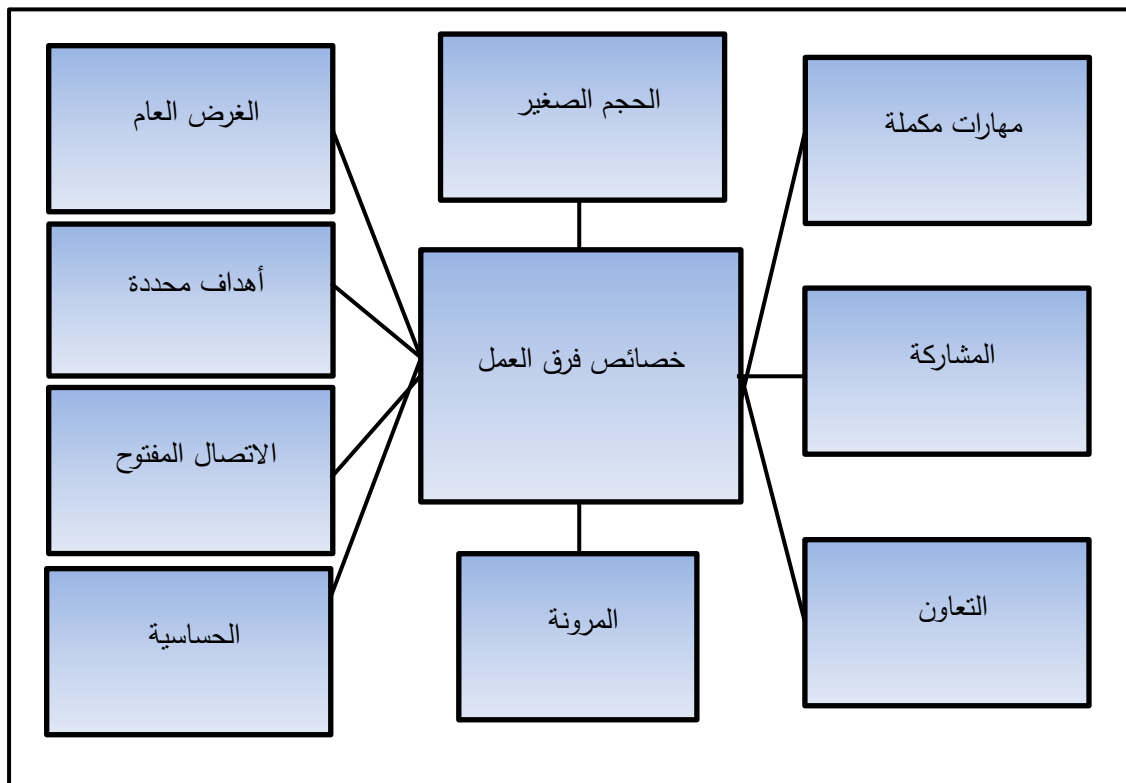 مهارات مكملة
الحجم الصغير
الغرض العام
أهداف محددة
المشاركة
خصائص فرق العمل
الاتصال المفتوح
التعاون
المرونة
الحساسية